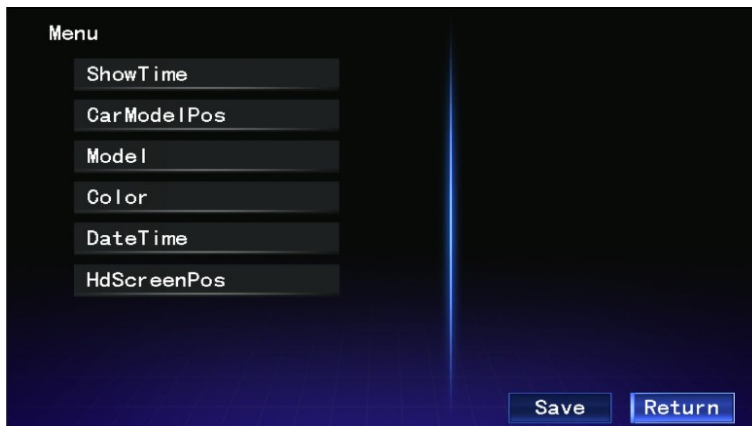 Menu
ShowTime
CarModelPos
Model
Color
DateTime
HdScreenPos
Save Return